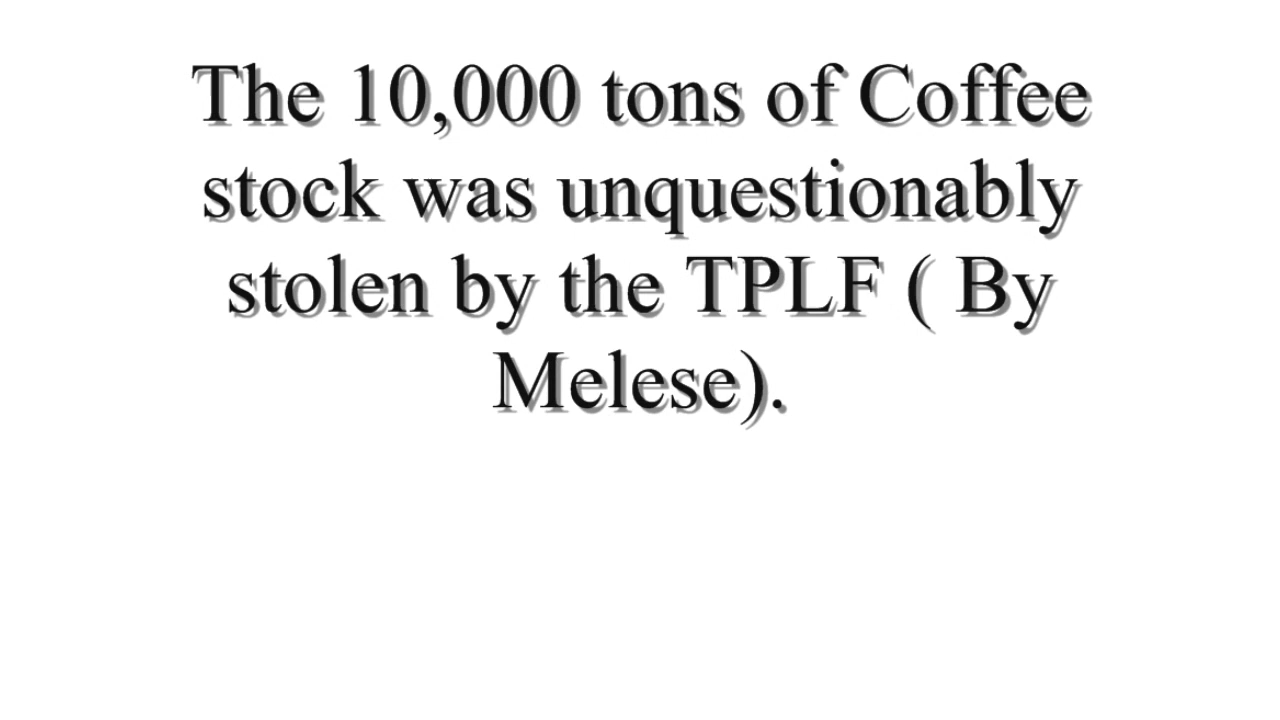 The 10,000 tons of Coffee
stock was unquestionably
stolen by the TPLF ( By
Melese).